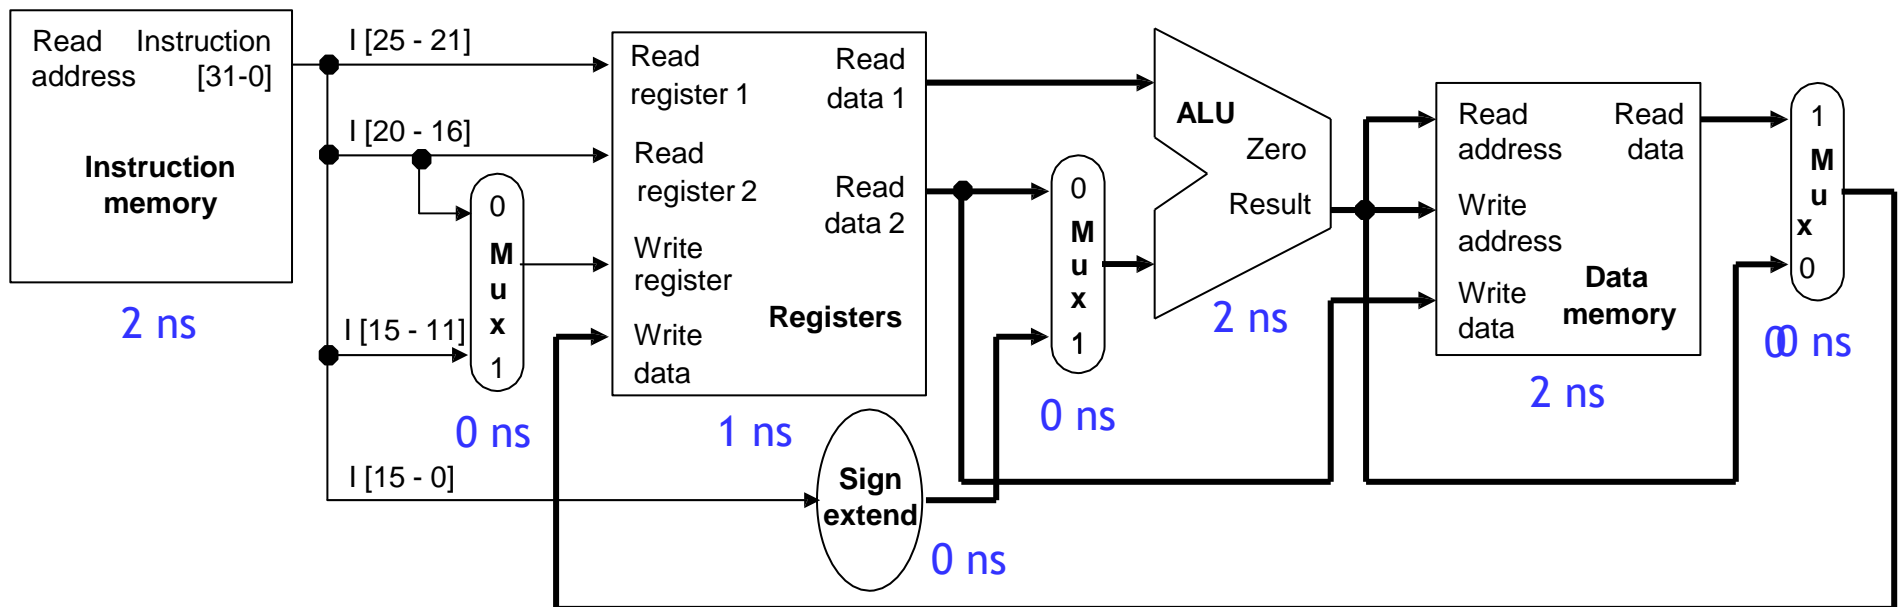 Read Instruction
address [31-0]
Instruction
memory
2 ns
I [25 - 21]
I [20 - 16]
I [15 - 11]
I [15 - 0]
0
M
u
x
1
0 ns
Read
register 1
Read
data 1
Read
register 2
Read
data 2
Write
register
Write
data
Registers
1 ns
Sign
extend
0 ns
0
M
u
x
1
0 ns
ALU
Zero
Result
2 ns
Read
address
Read
data
Write
address
Write
data
Data
memory
2 ns
1
M
u
x
0
00 ns